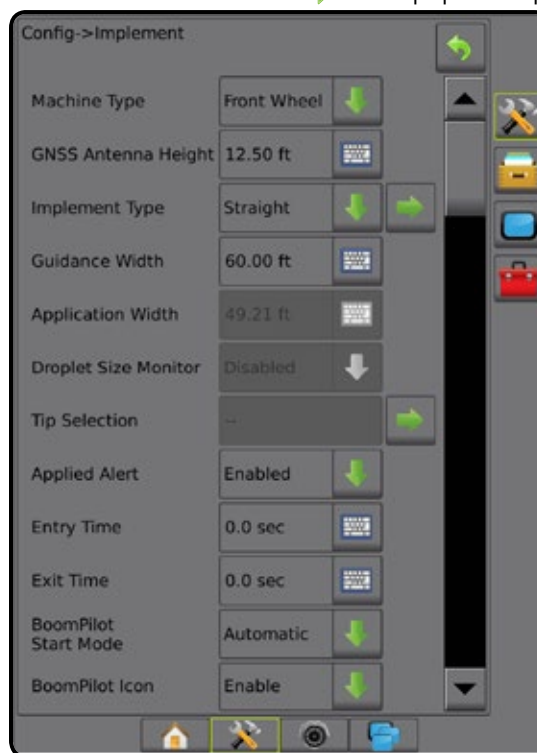 Config->Implement
Machine Type Front Wheel
GNSS Antenna Height 12.50 ft
Implement Type Straight
Guidance Width 60.00 ft
Application Width 49.21 ft
Droplet Size Monitor Disabled
Tip Selection --
Applied Alert Enabled
Entry Time 0.0 sec
Exit Time 0.0 sec
BoomPilot
Start Mode Automatic
BoomPilot Icon Enable